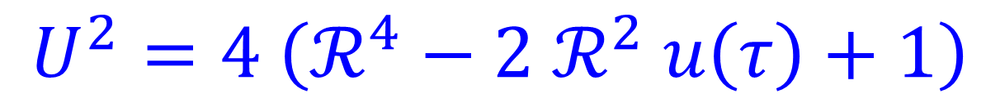 𝑈² = 4 (ℛ⁴ − 2 ℛ² 𝑢(𝜏) + 1)